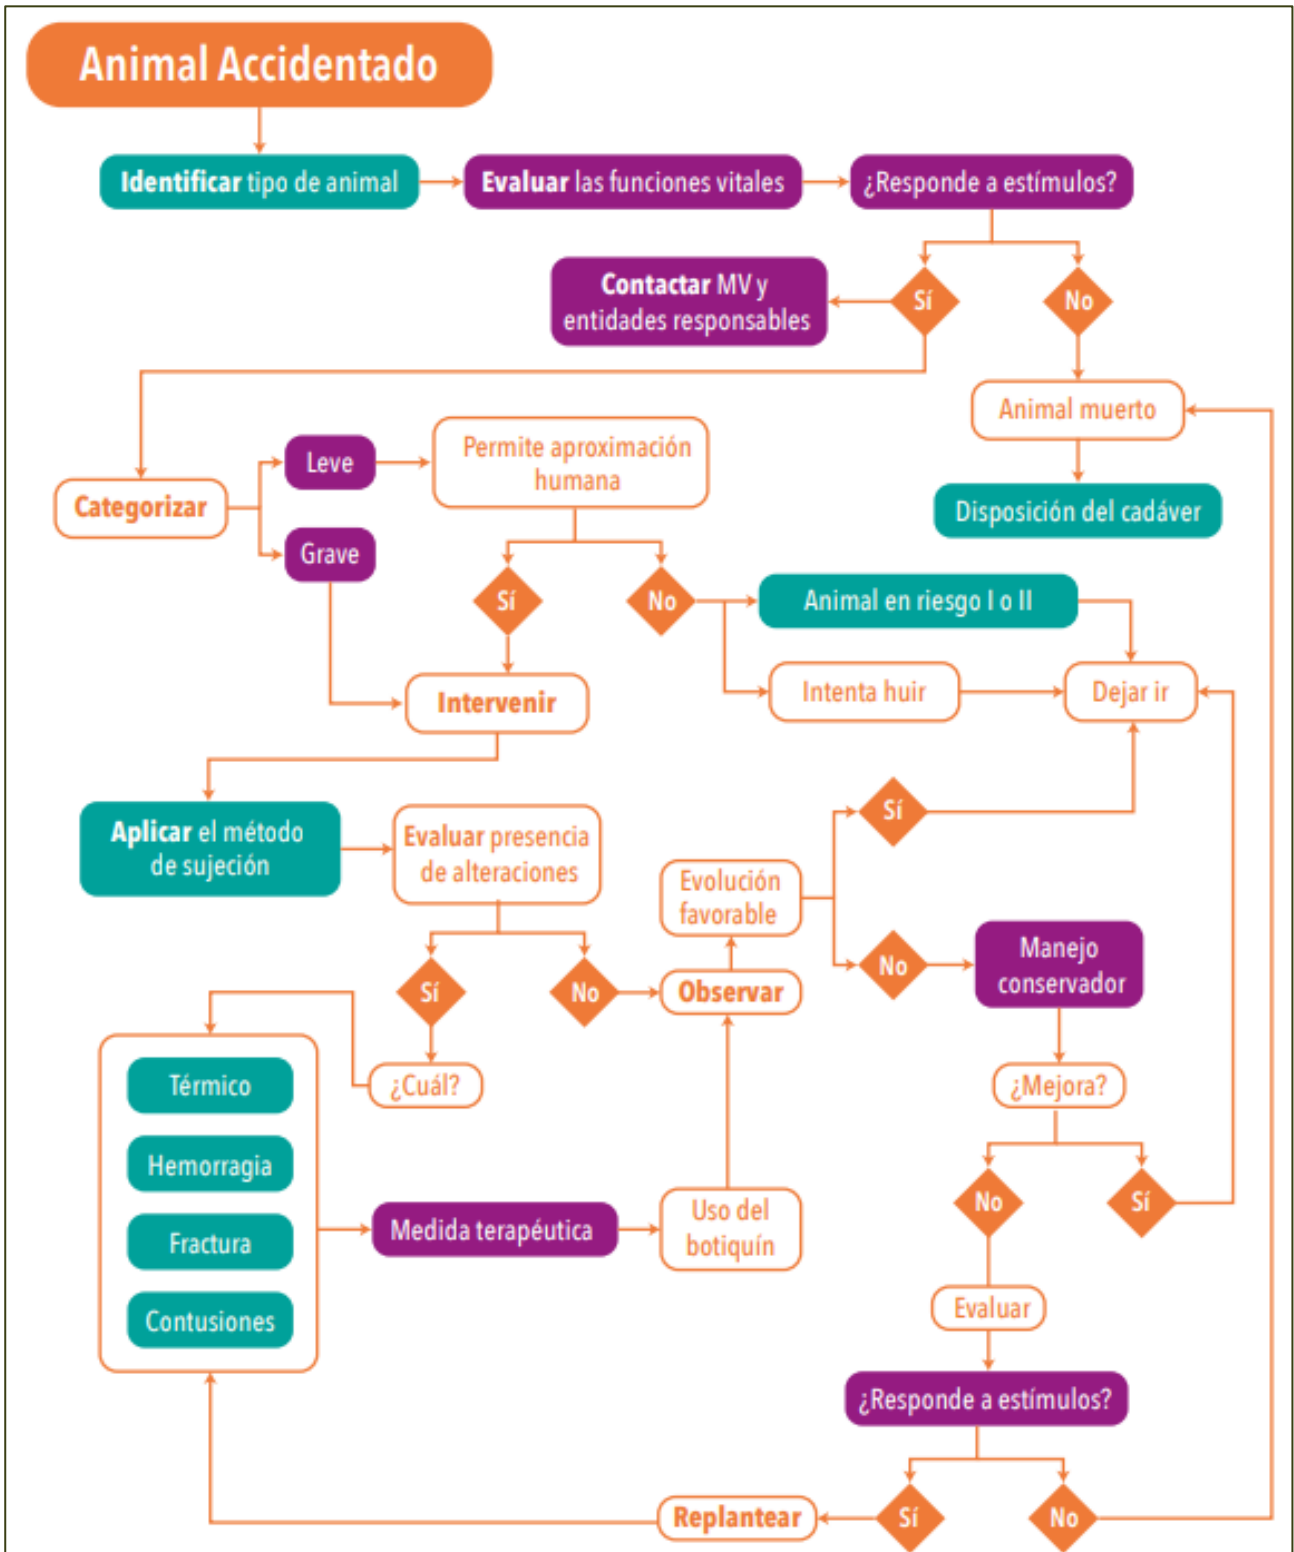 Animal Accidentado
Identificar tipo de animal
Evaluar las funciones vitales
¿Responde a estímulos?
Contactar MV y
entidades responsables
Sí
No
Animal muerto
Disposición del cadáver
Categorizar
Leve
Grave
Permite aproximación
humana
Sí
No
Animal en riesgo I o II
Intenta huir
Dejar ir
Intervenir
Aplicar el método
de sujeción
Evaluar presencia
de alteraciones
Sí
No
¿Cuál?
Térmico
Hemorragia
Fractura
Contusiones
Medida terapéutica
Uso del
botiquín
Observar
Evolución
favorable
Sí
No
Manejo
conservador
¿Mejora?
No
Sí
Evaluar
¿Responde a estímulos?
Sí
No
Replantear